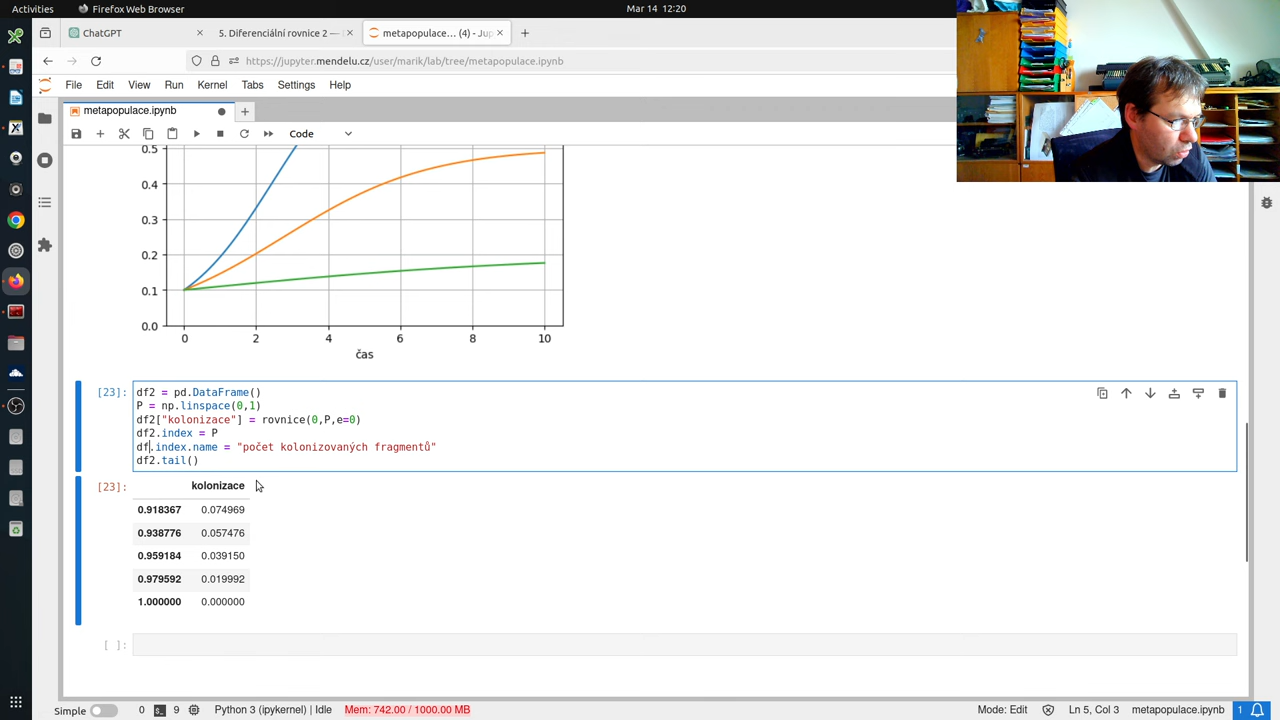 Activities
Firefox Web Browser
Mar 14 12:20
ChatGPT
5. Diferenciální rovnice 2
metapopulace… (4) - Jup
https://jupyter.mendelu.cz/user/marik/lab/tree/metapopulace.ipynb
File Edit View Run Kernel Tabs Settings Help
metapopulace.ipynb
Code
0.5
0.4
0.3
0.2
0.1
0.0
0 2 4 6 8 10
čas
[23]:
df2 = pd.DataFrame()
P = np.linspace(0,1)
df2["kolonizace"] = rovnice(0,P,e=0)
df2.index = P
df.index.name = "počet kolonizovaných fragmentů"
df2.tail()
[23]:
kolonizace
0.918367 0.074969
0.938776 0.057476
0.959184 0.039150
0.979592 0.019992
1.000000 0.000000
[ ]:
Simple 0 9 Python 3 (ipykernel) | Idle Mem: 742.00 / 1000.00 MB Mode: Edit Ln 5, Col 3 metapopulace.ipynb 1